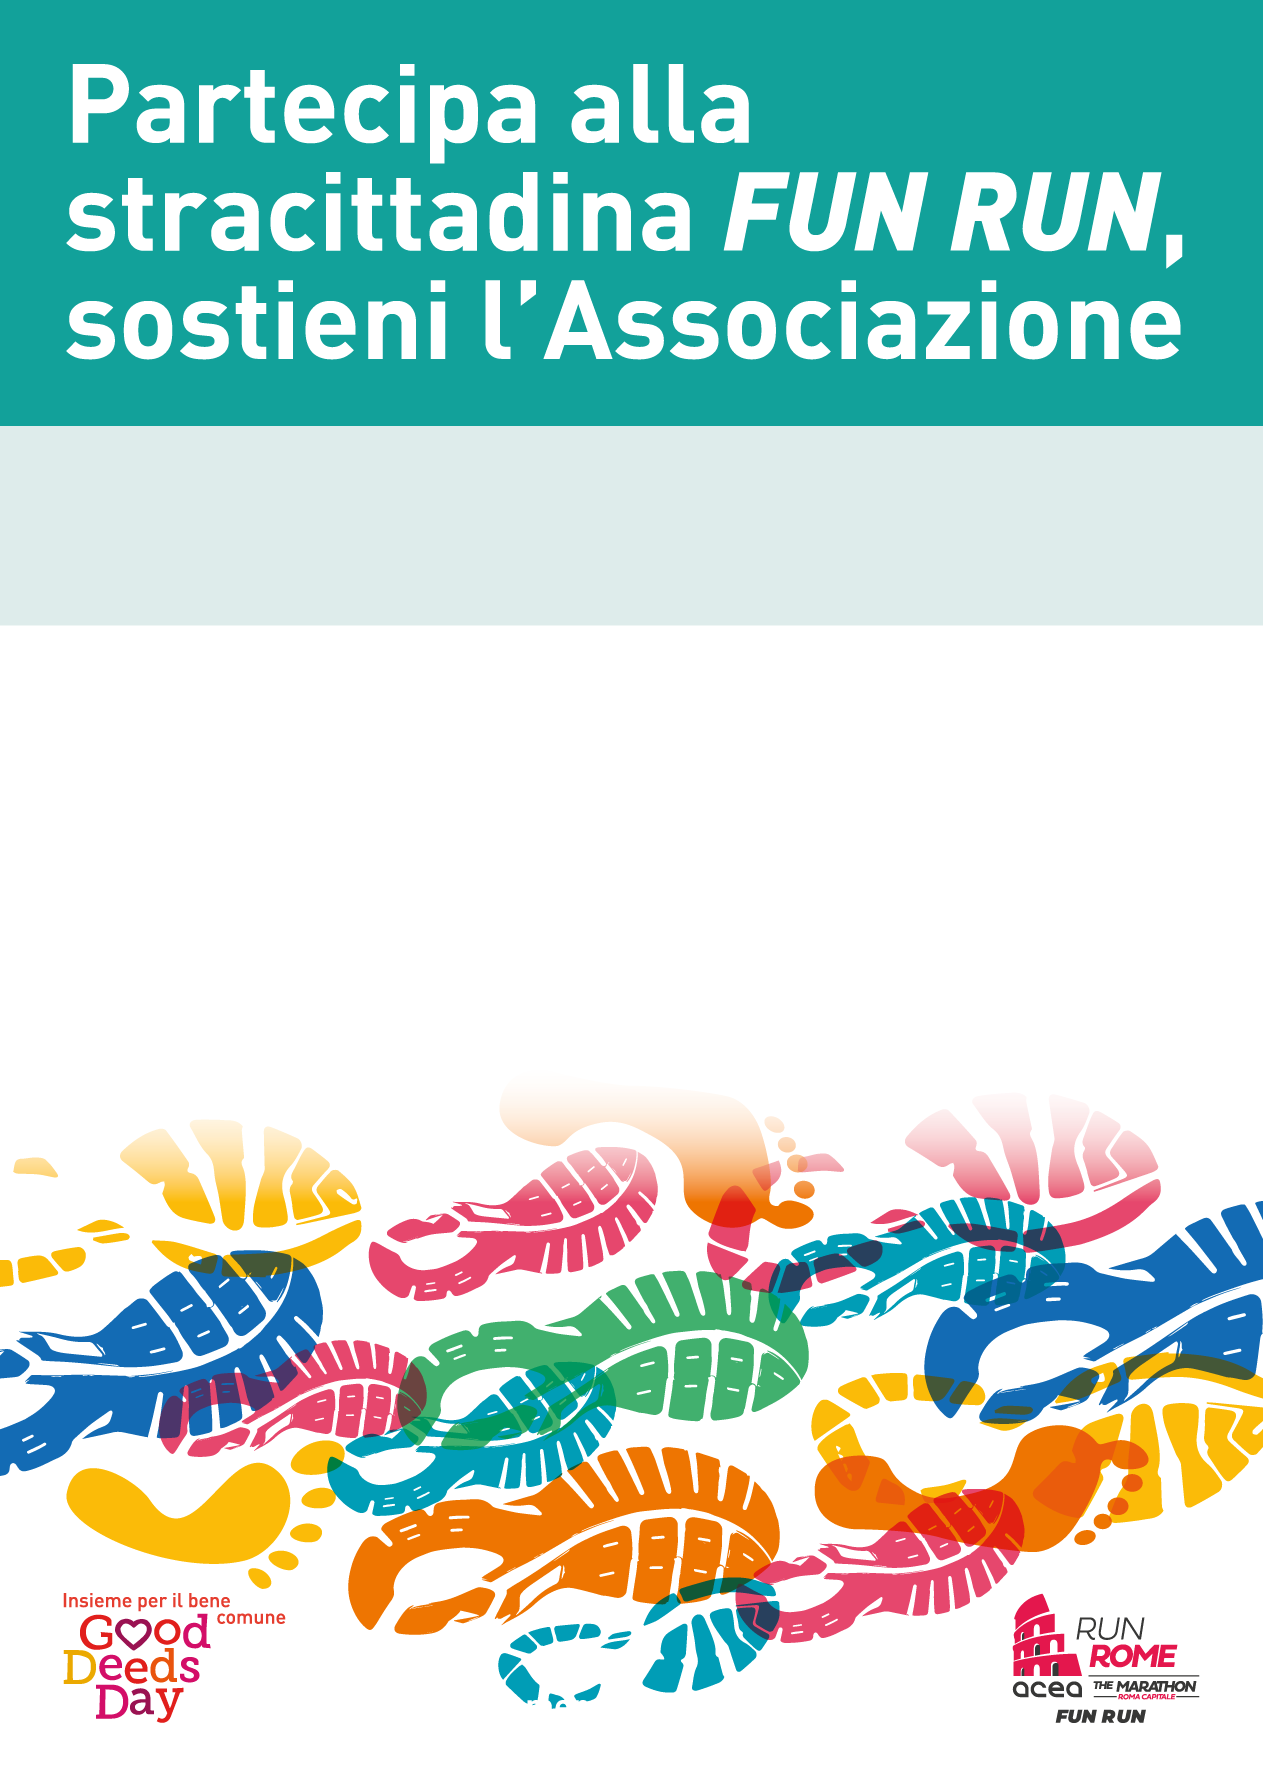 Partecipa alla
stracittadina FUN RUN,
sostieni l’Associazione
Insieme per il bene
comune
Good
Deeds
Day
RUN
ROME
acea
THE MARATHON
ROMA CAPITALE
FUN RUN